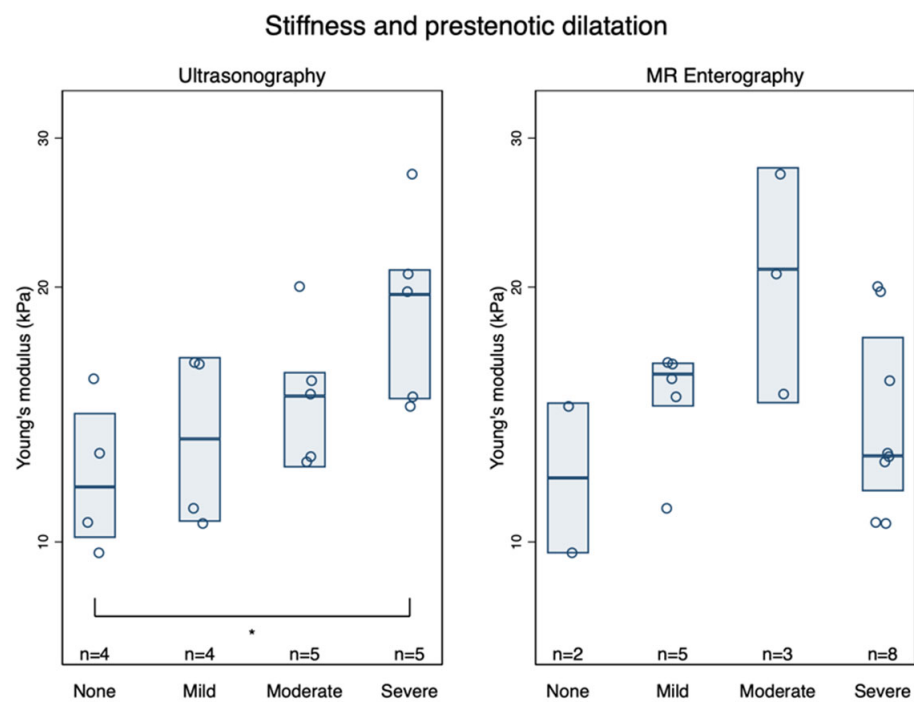 Stiffness and prestenotic dilatation
Ultrasonography
Young's modulus (kPa)
30
20
10
*
n=4 n=4 n=5 n=5
None Mild Moderate Severe
MR Enterography
Young's modulus (kPa)
30
20
10
n=2 n=5 n=3 n=8
None Mild Moderate Severe